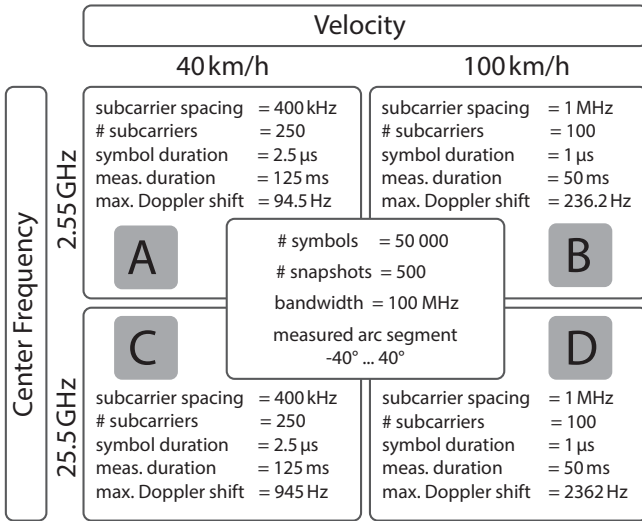 Velocity
40 km/h
100 km/h
Center Frequency
2.55 GHz
subcarrier spacing = 400 kHz
# subcarriers = 250
symbol duration = 2.5 µs
meas. duration = 125 ms
max. Doppler shift = 94.5 Hz
A
subcarrier spacing = 1 MHz
# subcarriers = 100
symbol duration = 1 µs
meas. duration = 50 ms
max. Doppler shift = 236.2 Hz
B
# symbols = 50 000
# snapshots = 500
bandwidth = 100 MHz
measured arc segment
-40° ... 40°
25.5 GHz
C
subcarrier spacing = 400 kHz
# subcarriers = 250
symbol duration = 2.5 µs
meas. duration = 125 ms
max. Doppler shift = 945 Hz
D
subcarrier spacing = 1 MHz
# subcarriers = 100
symbol duration = 1 µs
meas. duration = 50 ms
max. Doppler shift = 2362 Hz